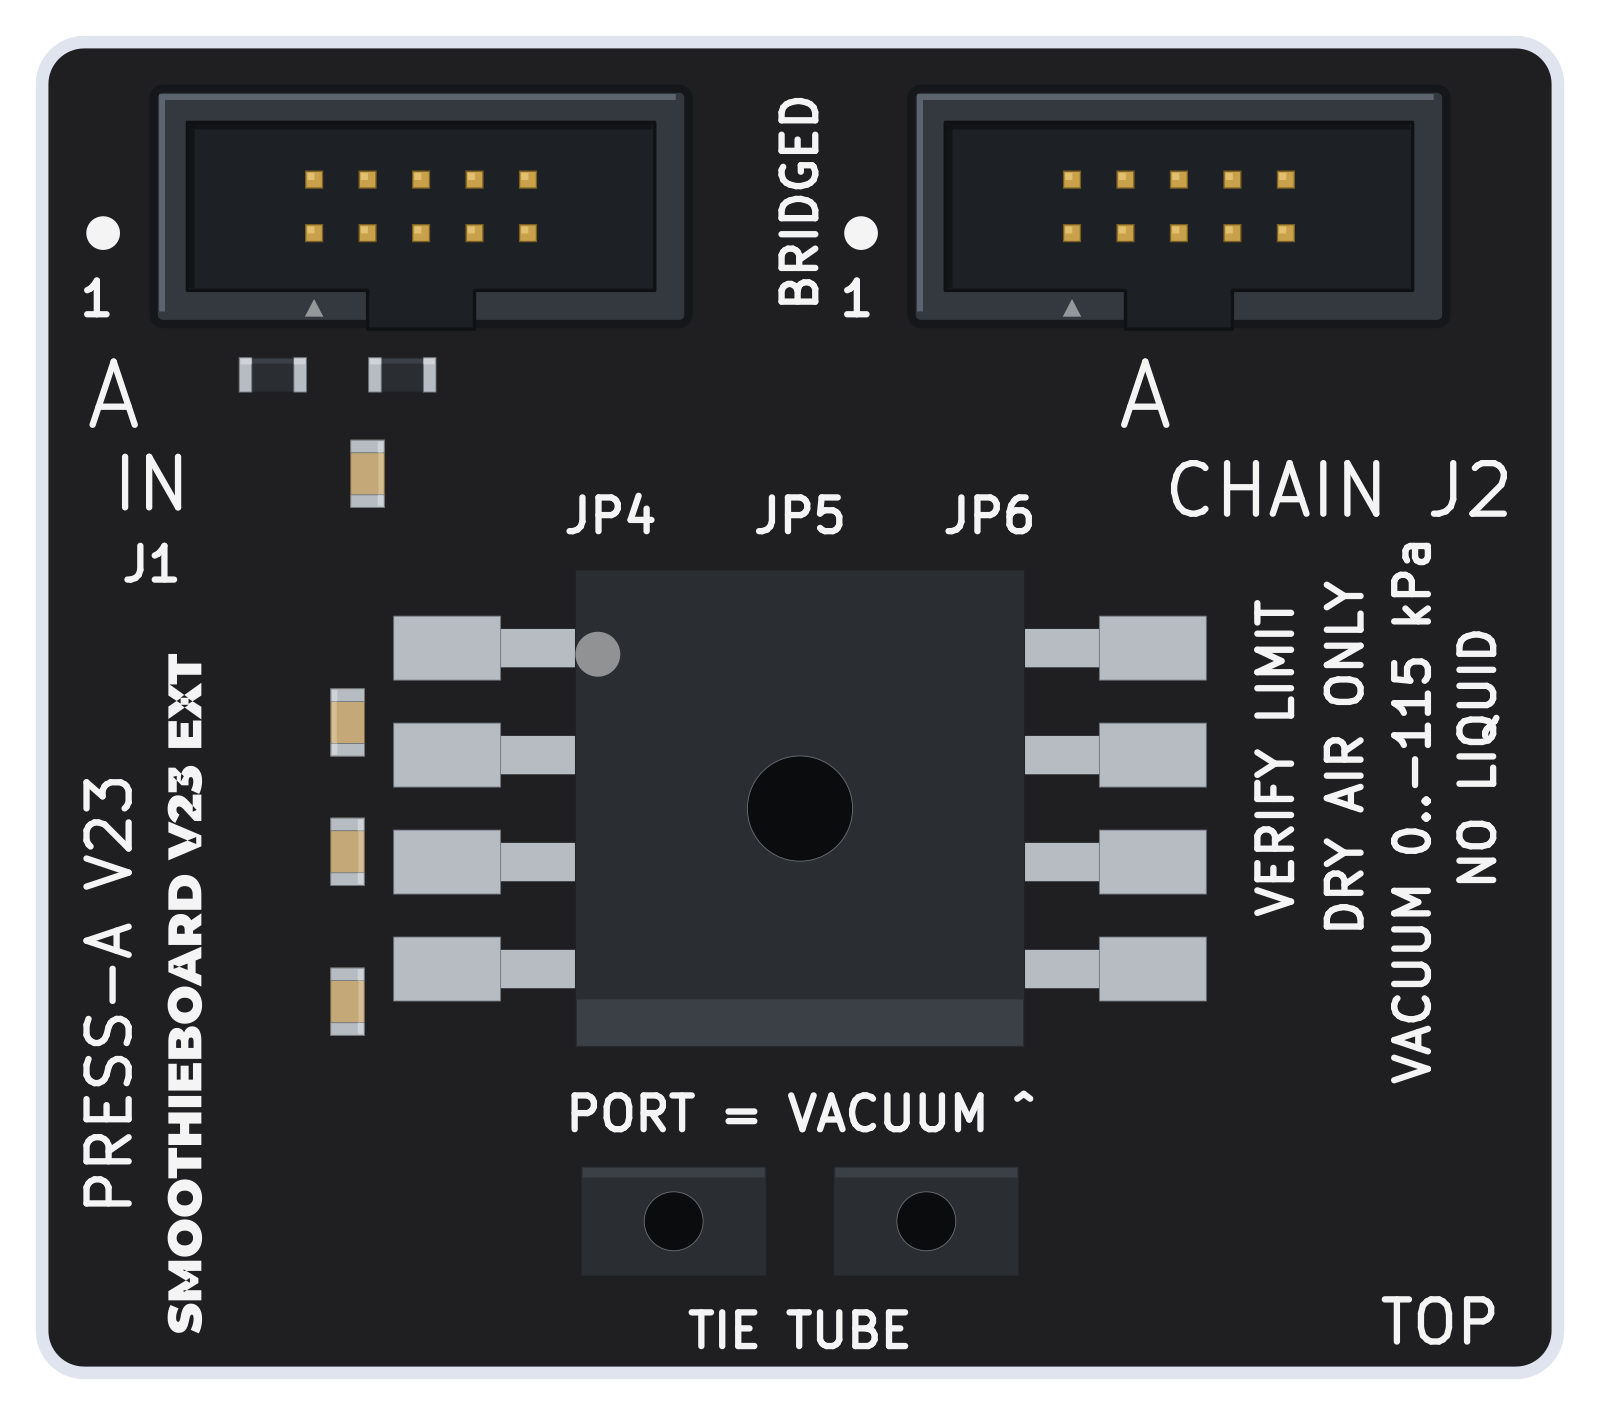 BRIDGED
1
1
A
A
IN
CHAIN J2
J1
JP4 JP5 JP6
PRESS-A V23
SMOOTHIEBOARD V23 EXT
VERIFY LIMIT
DRY AIR ONLY
VACUUM 0..-115 kPa
NO LIQUID
PORT = VACUUM ^
TIE TUBE
TOP